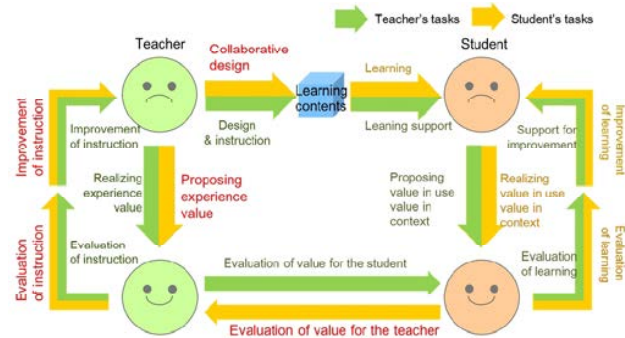 Teacher's tasks
Student's tasks
Teacher
Student
Collaborative
design
Learning
Learning
contents
Design
& instruction
Leaning support
Improvement
of instruction
Improvement
of instruction
Support for
improvement
Improvement
of learning
Realizing
experience
value
Proposing
experience
value
Proposing
value in use
value in
context
Realizing
value in use
value in
context
Evaluation
of instruction
Evaluation
of instruction
Evaluation of value for the student
Evaluation
of learning
Evaluation
of learning
Evaluation of value for the teacher